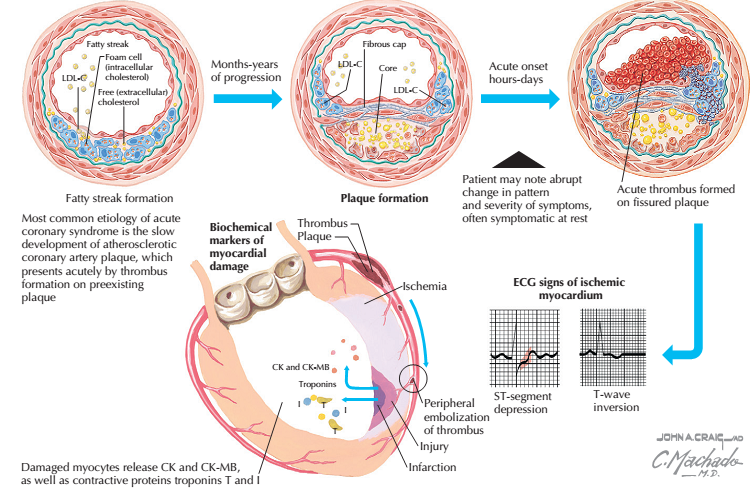 Fatty streak
Foam cell
(intracellular
cholesterol)
LDL-C
Free (extracellular)
cholesterol
Fatty streak formation
Months-years
of progression
Fibrous cap
Core
LDL-C
LDL-C
Plaque formation
Acute onset
hours-days
Patient may note abrupt
change in pattern
and severity of symptoms,
often symptomatic at rest
Acute thrombus formed
on fissured plaque
Most common etiology of acute
coronary syndrome is the slow
development of atherosclerotic
coronary artery plaque, which
presents acutely by thrombus
formation on preexisting
plaque
Biochemical
markers of
myocardial
damage
Thrombus
Plaque
Ischemia
CK and CK-MB
Troponins
I
T
I
T
Peripheral
embolization
of thrombus
Injury
Infarction
Damaged myocytes release CK and CK-MB,
as well as contractive proteins troponins T and I
ECG signs of ischemic
myocardium
ST-segment
depression
T-wave
inversion
JOHN A. CRAIG—AD
C. Machado
—M.D.